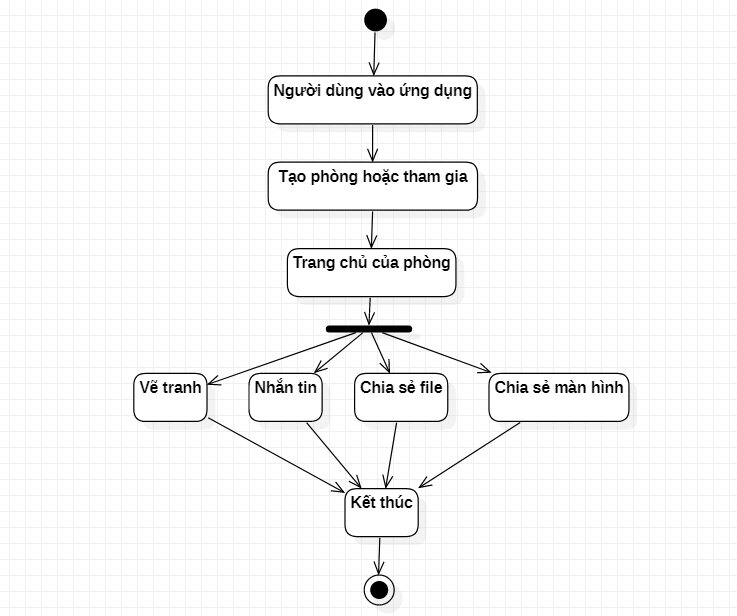 Người dùng vào ứng dụng
Tạo phòng hoặc tham gia
Trang chủ của phòng
Vẽ tranh
Nhắn tin
Chia sẻ file
Chia sẻ màn hình
Kết thúc